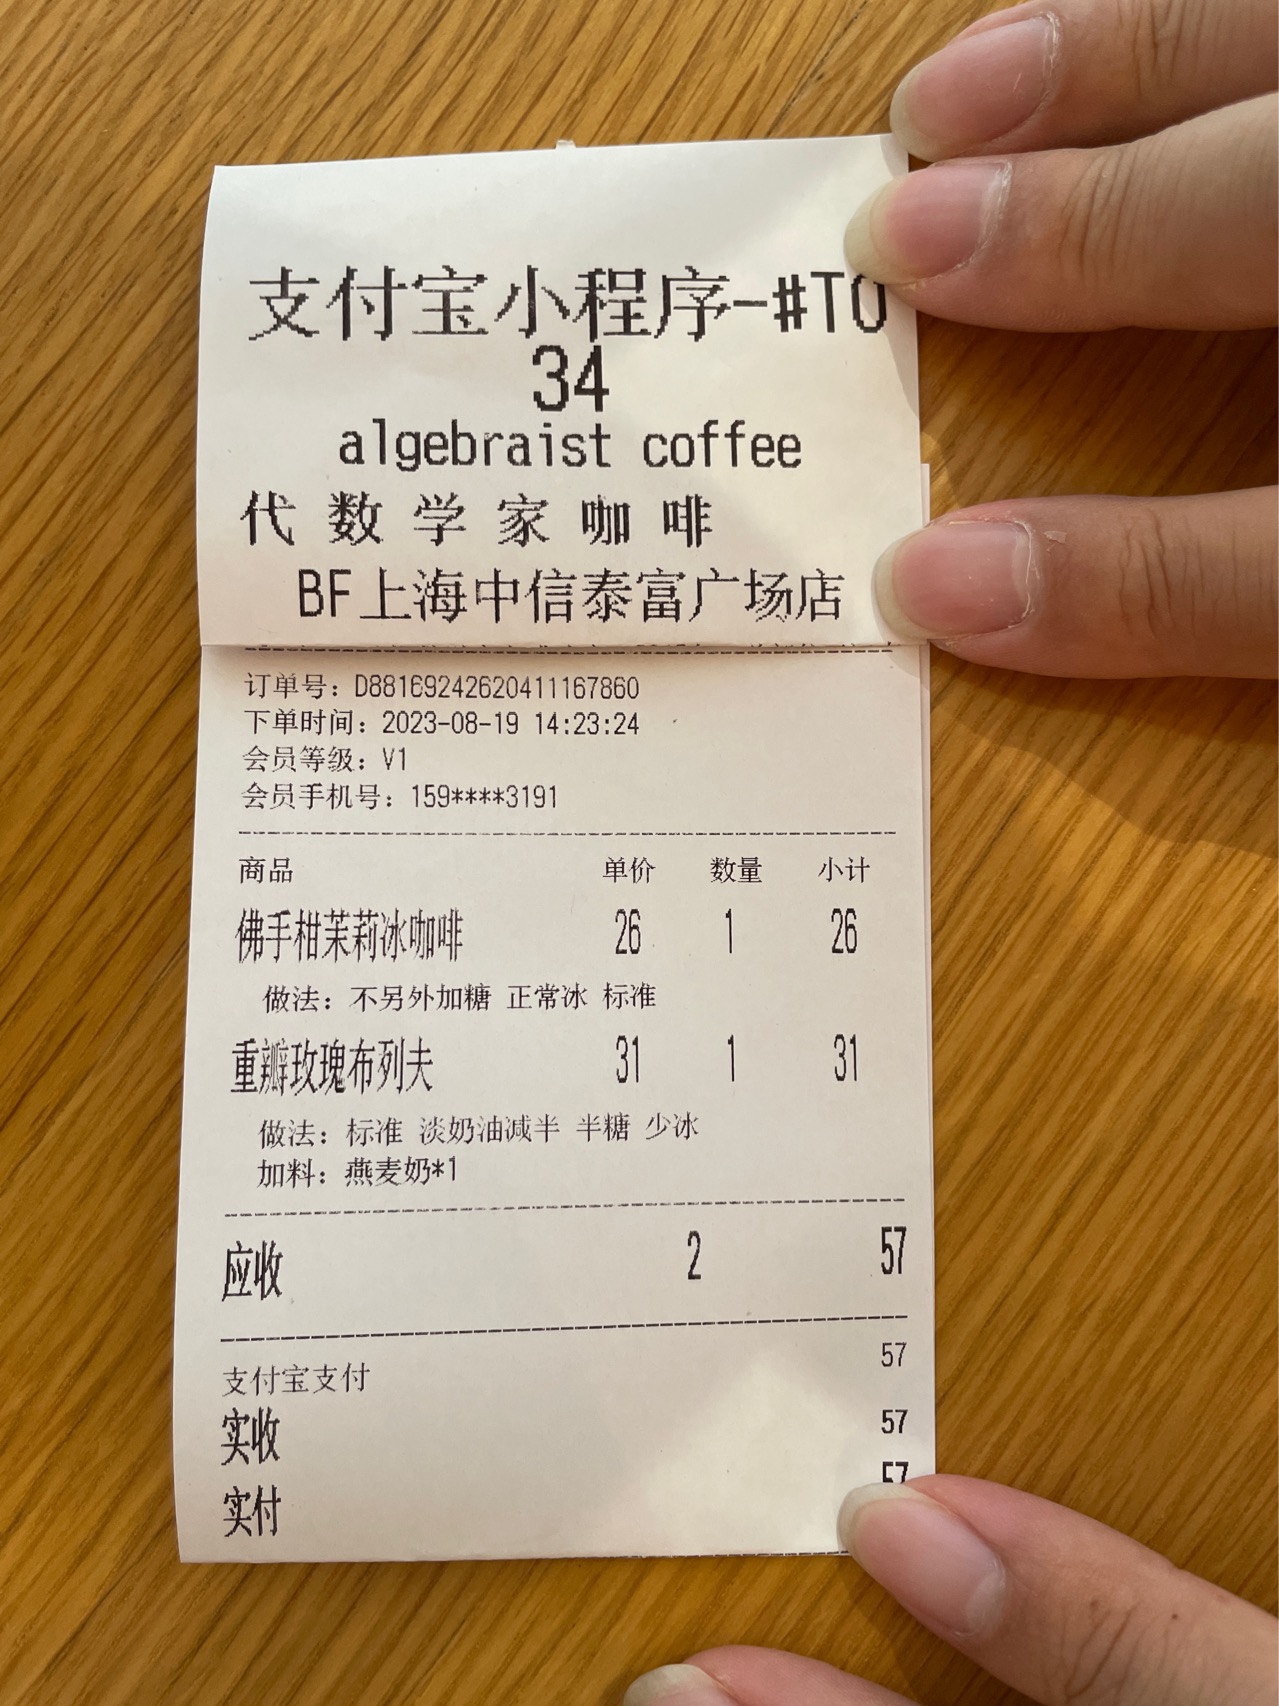 支付宝小程序-#TO
34
algebraist coffee
代数学家咖啡
BF上海中信泰富广场店
订单号：D88169242620411167860
下单时间：2023-08-19 14:23:24
会员等级：V1
会员手机号：159****3191
商品 单价 数量 小计
佛手柑茉莉冰咖啡 26 1 26
做法：不另外加糖 正常冰 标准
重瓣玫瑰布列夫 31 1 31
做法：标准 淡奶油减半 半糖 少冰
加料：燕麦奶*1
应收 2 57
支付宝支付 57
实收 57
实付 57